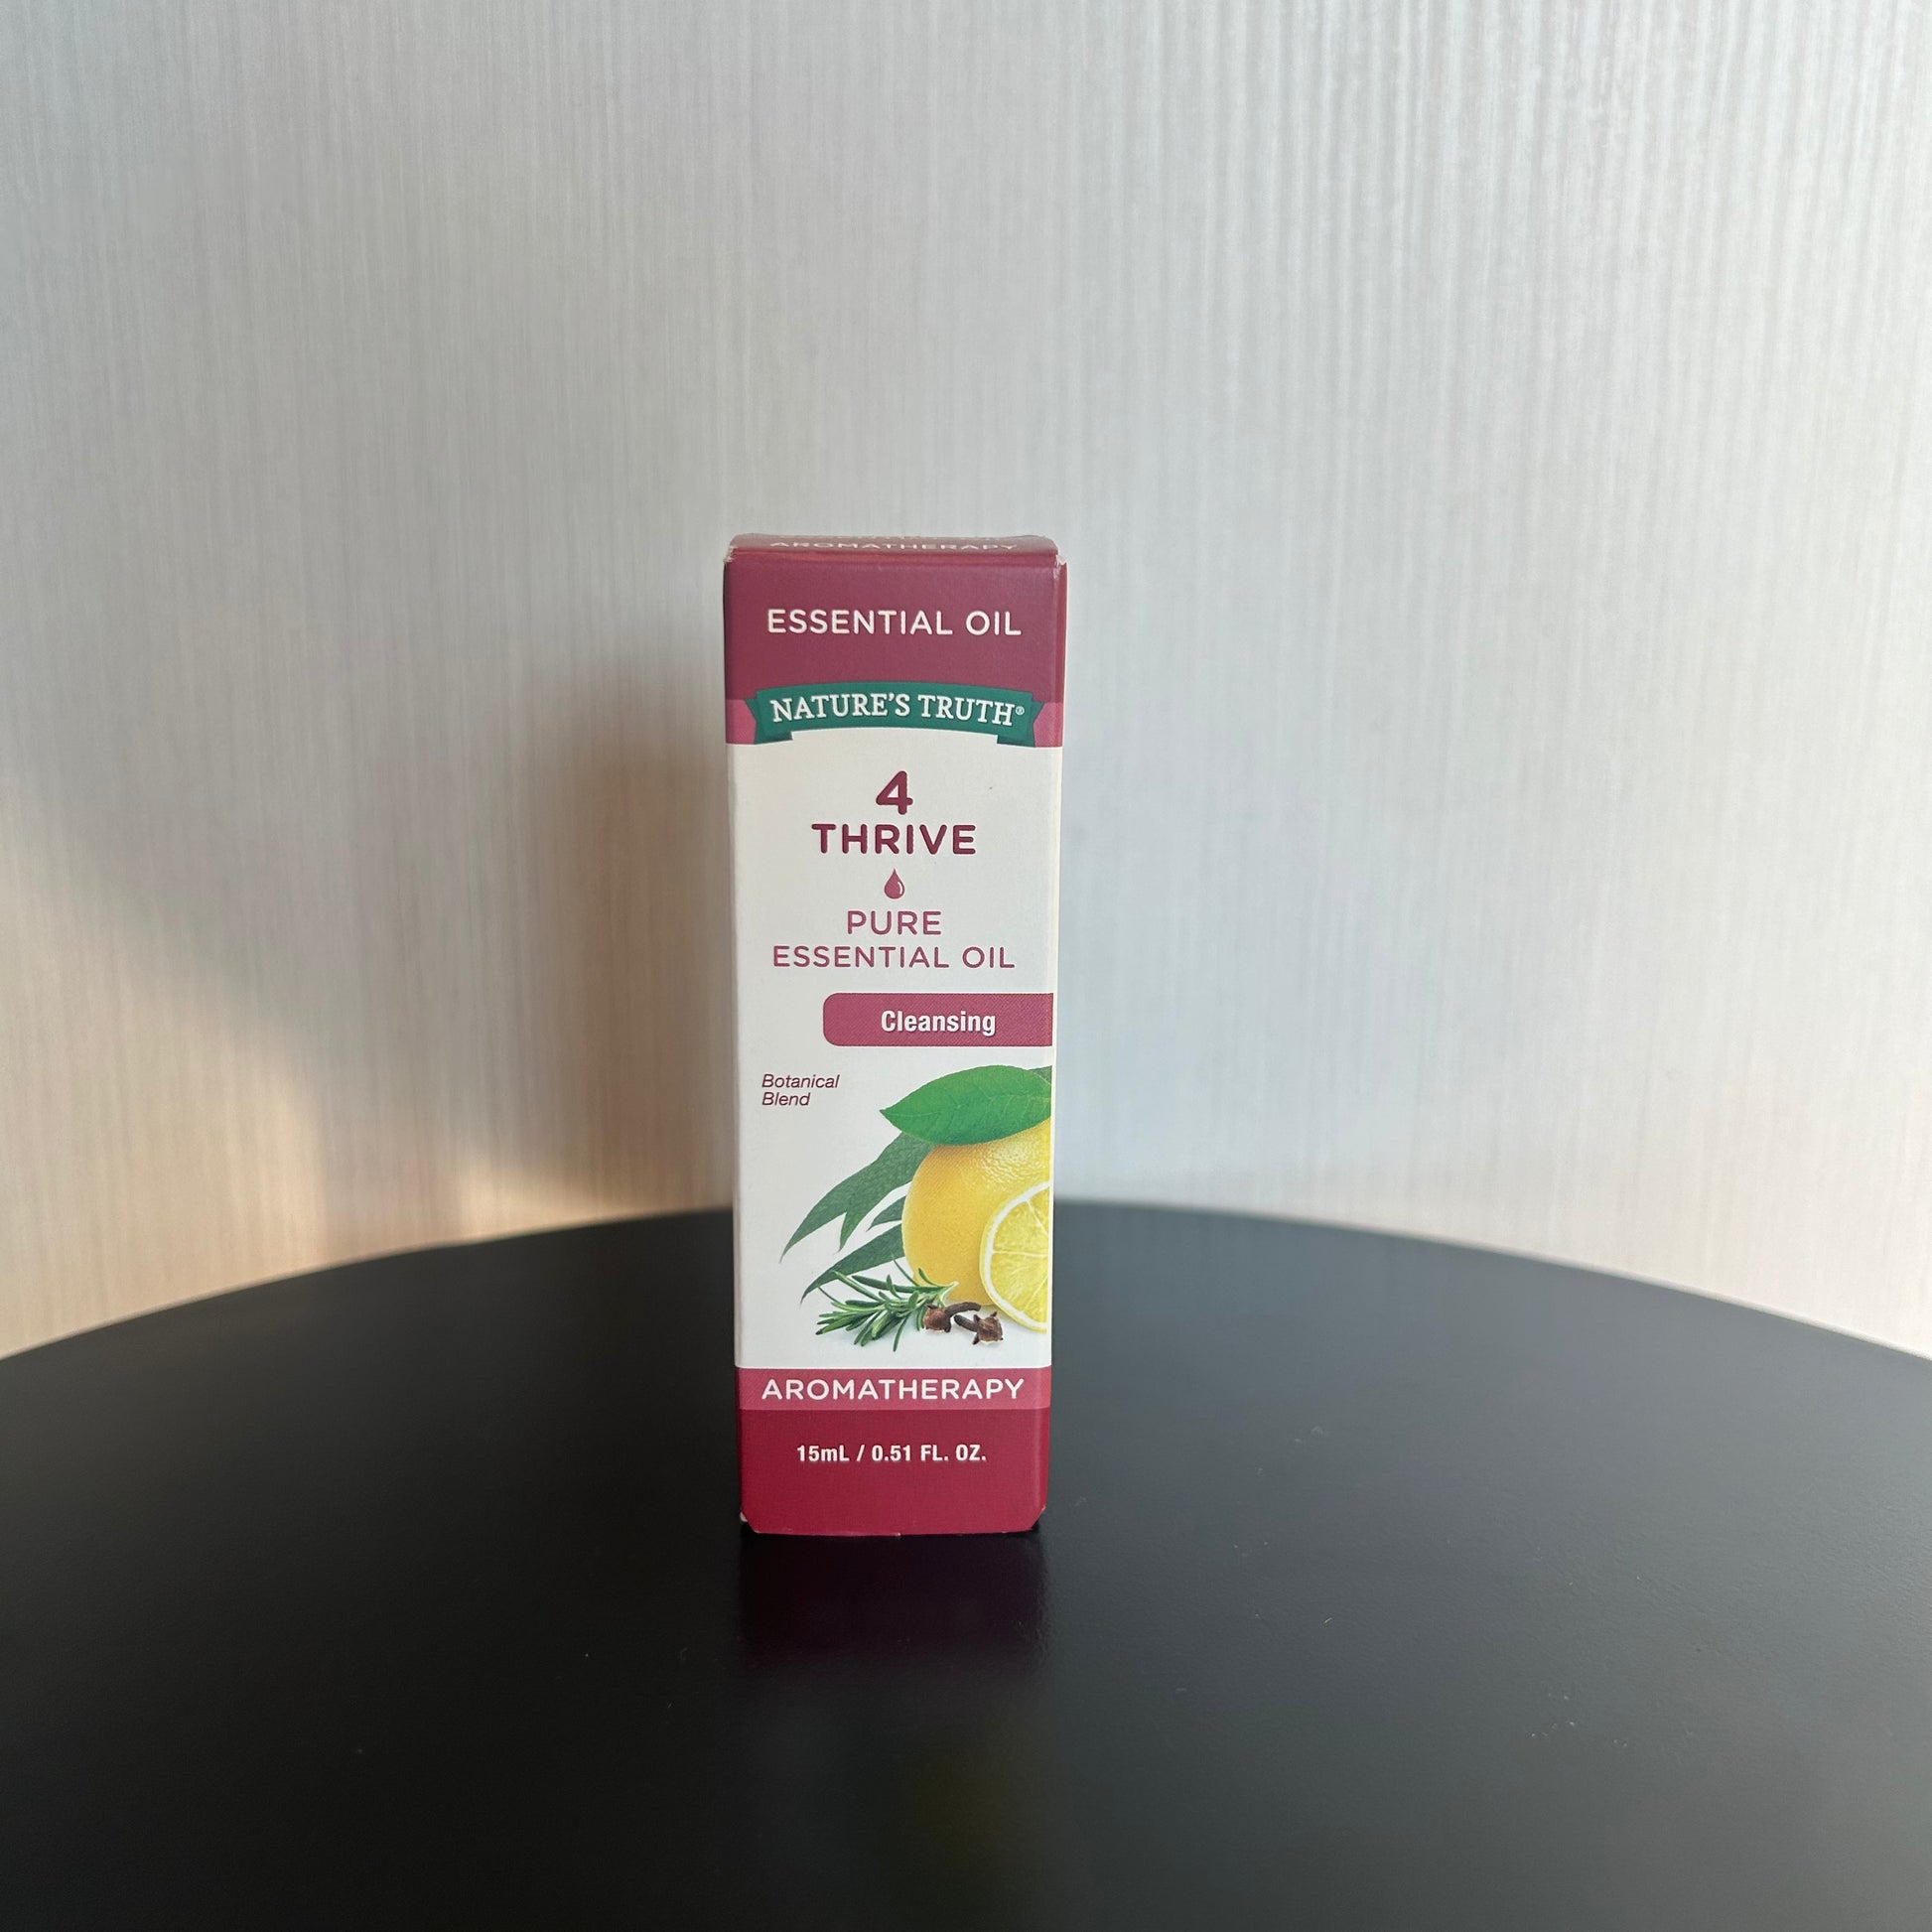 AROMATHERAPY
ESSENTIAL OIL
NATURE'S TRUTH®
4
THRIVE
PURE
ESSENTIAL OIL
Cleansing
Botanical
Blend
AROMATHERAPY
15mL / 0.51 FL. OZ.